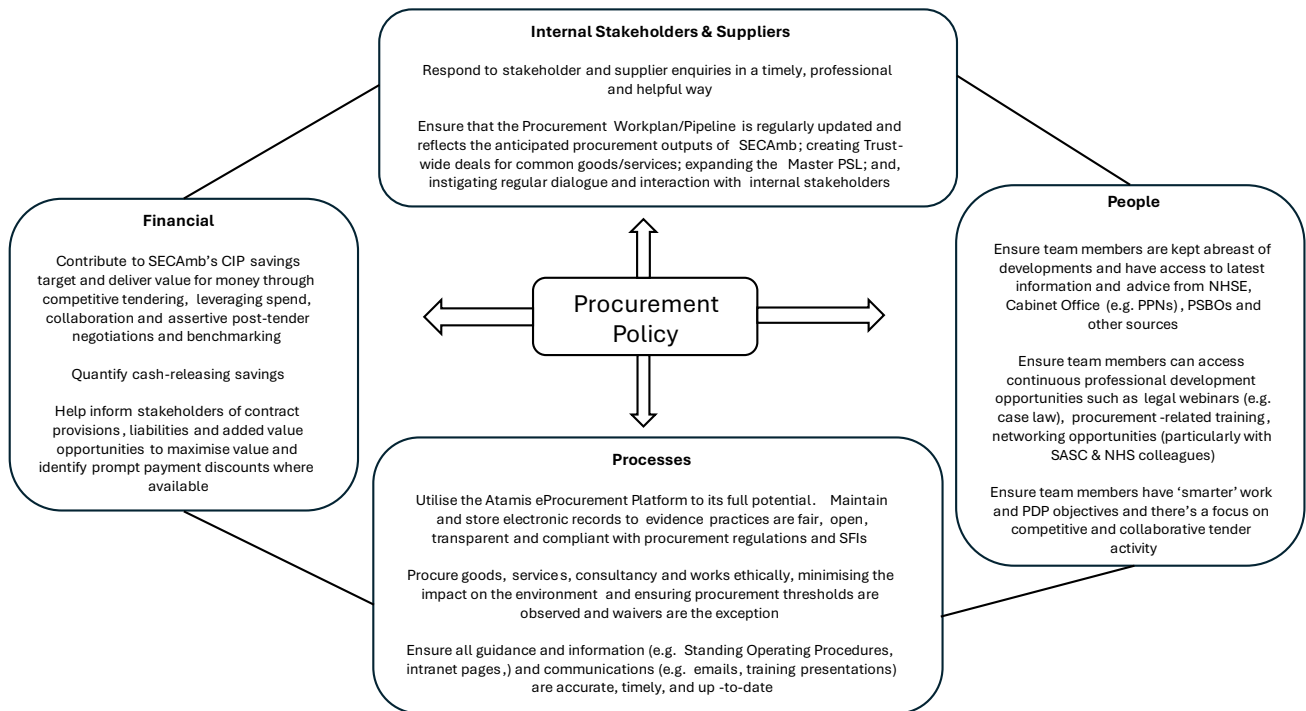 Internal Stakeholders & Suppliers
Respond to stakeholder and supplier enquiries in a timely, professional
and helpful way
Ensure that the Procurement Workplan/Pipeline is regularly updated and
reflects the anticipated procurement outputs of SECAmb; creating Trust-
wide deals for common goods/services; expanding the Master PSL; and,
instigating regular dialogue and interaction with internal stakeholders
Financial
Contribute to SECAmb's CIP savings
target and deliver value for money through
competitive tendering, leveraging spend,
collaboration and assertive post-tender
negotiations and benchmarking
Quantify cash-releasing savings
Help inform stakeholders of contract
provisions, liabilities and added value
opportunities to maximise value and
identify prompt payment discounts where
available
Procurement
Policy
People
Ensure team members are kept abreast of
developments and have access to latest
information and advice from NHSE,
Cabinet Office (e.g. PPNs), PSBOs and
other sources
Ensure team members can access
continuous professional development
opportunities such as legal webinars (e.g.
case law), procurement -related training,
networking opportunities (particularly with
SASC & NHS colleagues)
Ensure team members have ‘smarter’ work
and PDP objectives and there's a focus on
competitive and collaborative tender
activity
Processes
Utilise the Atamis eProcurement Platform to its full potential. Maintain
and store electronic records to evidence practices are fair, open,
transparent and compliant with procurement regulations and SFIs
Procure goods, services, consultancy and works ethically, minimising the
impact on the environment and ensuring procurement thresholds are
observed and waivers are the exception
Ensure all guidance and information (e.g. Standing Operating Procedures,
intranet pages,) and communications (e.g. emails, training presentations)
are accurate, timely, and up -to-date